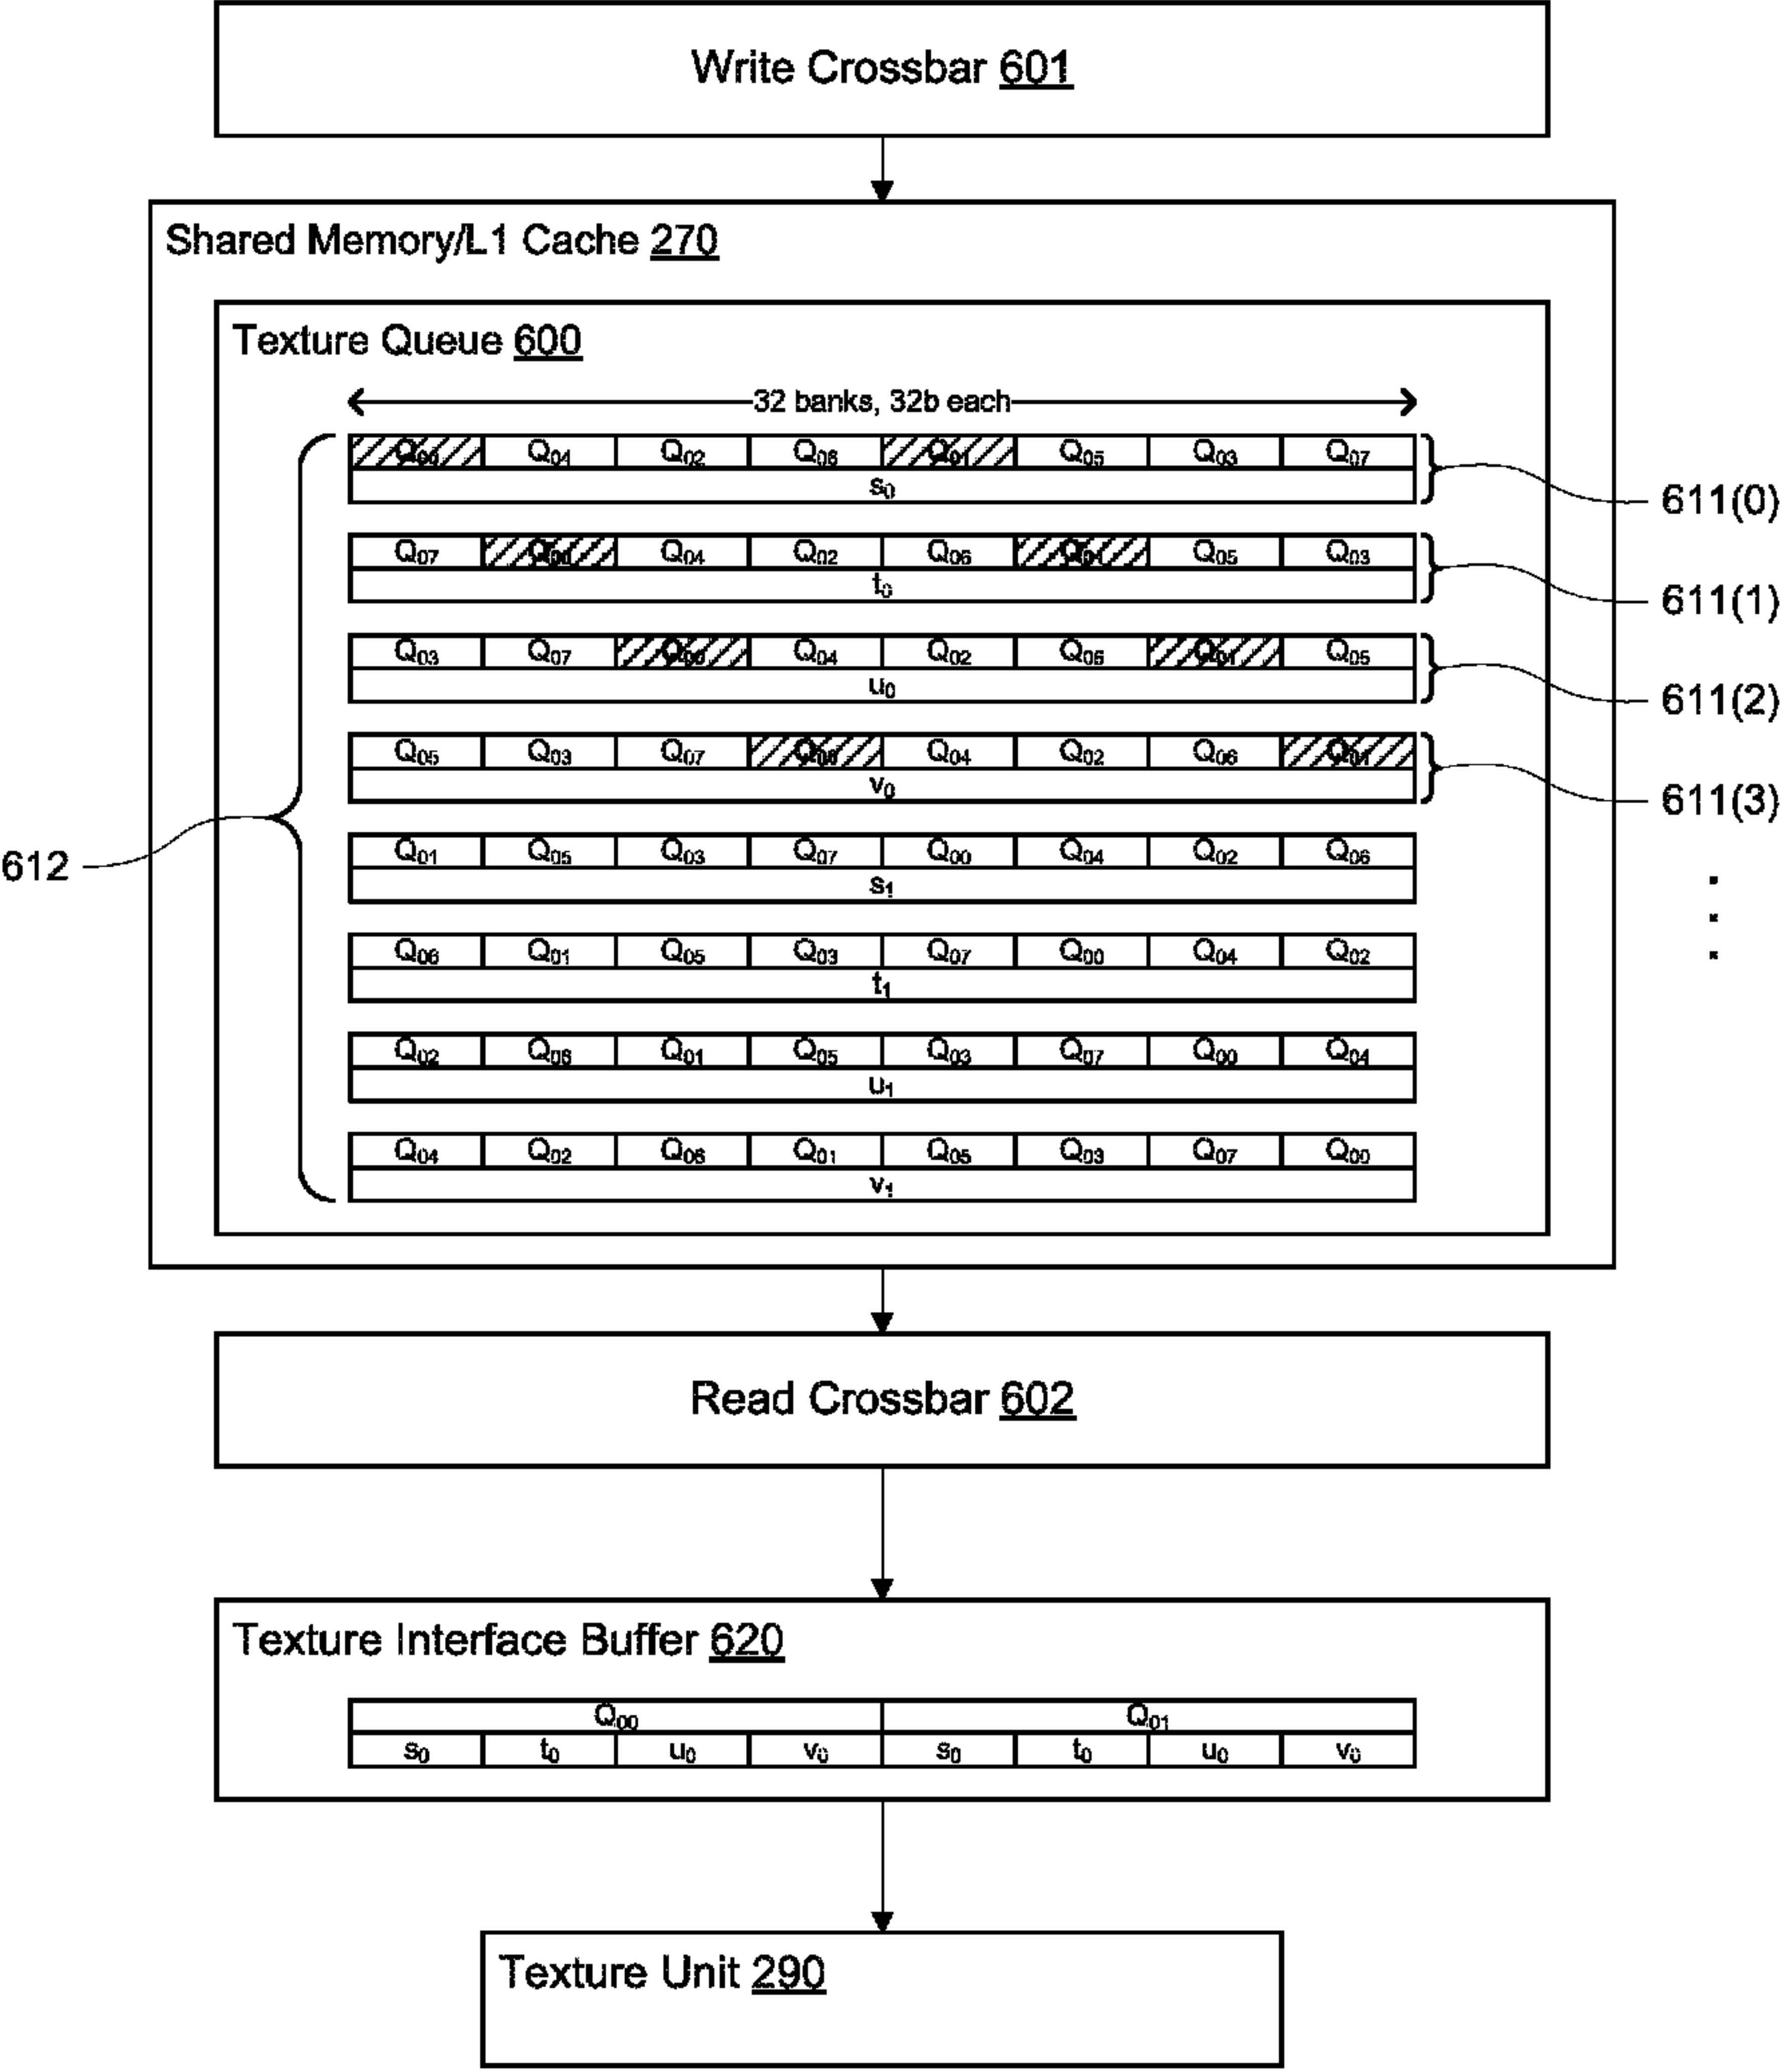 Write Crossbar 601
Shared Memory/L1 Cache 270
Texture Queue 600
32 banks, 32b each
Q00 Q04 Q02 Q06 Q01 Q05 Q03 Q07
s0
611(0)
Q07 Q00 Q04 Q02 Q06 Q01 Q05 Q03
t0
611(1)
Q03 Q07 Q00 Q04 Q02 Q06 Q01 Q05
u0
611(2)
Q05 Q03 Q07 Q00 Q04 Q02 Q06 Q01
v0
611(3)
612
Q01 Q05 Q03 Q07 Q00 Q04 Q02 Q06
s1
Q06 Q01 Q05 Q03 Q07 Q00 Q04 Q02
t1
Q02 Q06 Q01 Q05 Q03 Q07 Q00 Q04
u1
Q04 Q02 Q06 Q01 Q05 Q03 Q07 Q00
v1
Read Crossbar 602
Texture Interface Buffer 620
Q00 Q01
s0 t0 u0 v0 s0 t0 u0 v0
Texture Unit 290